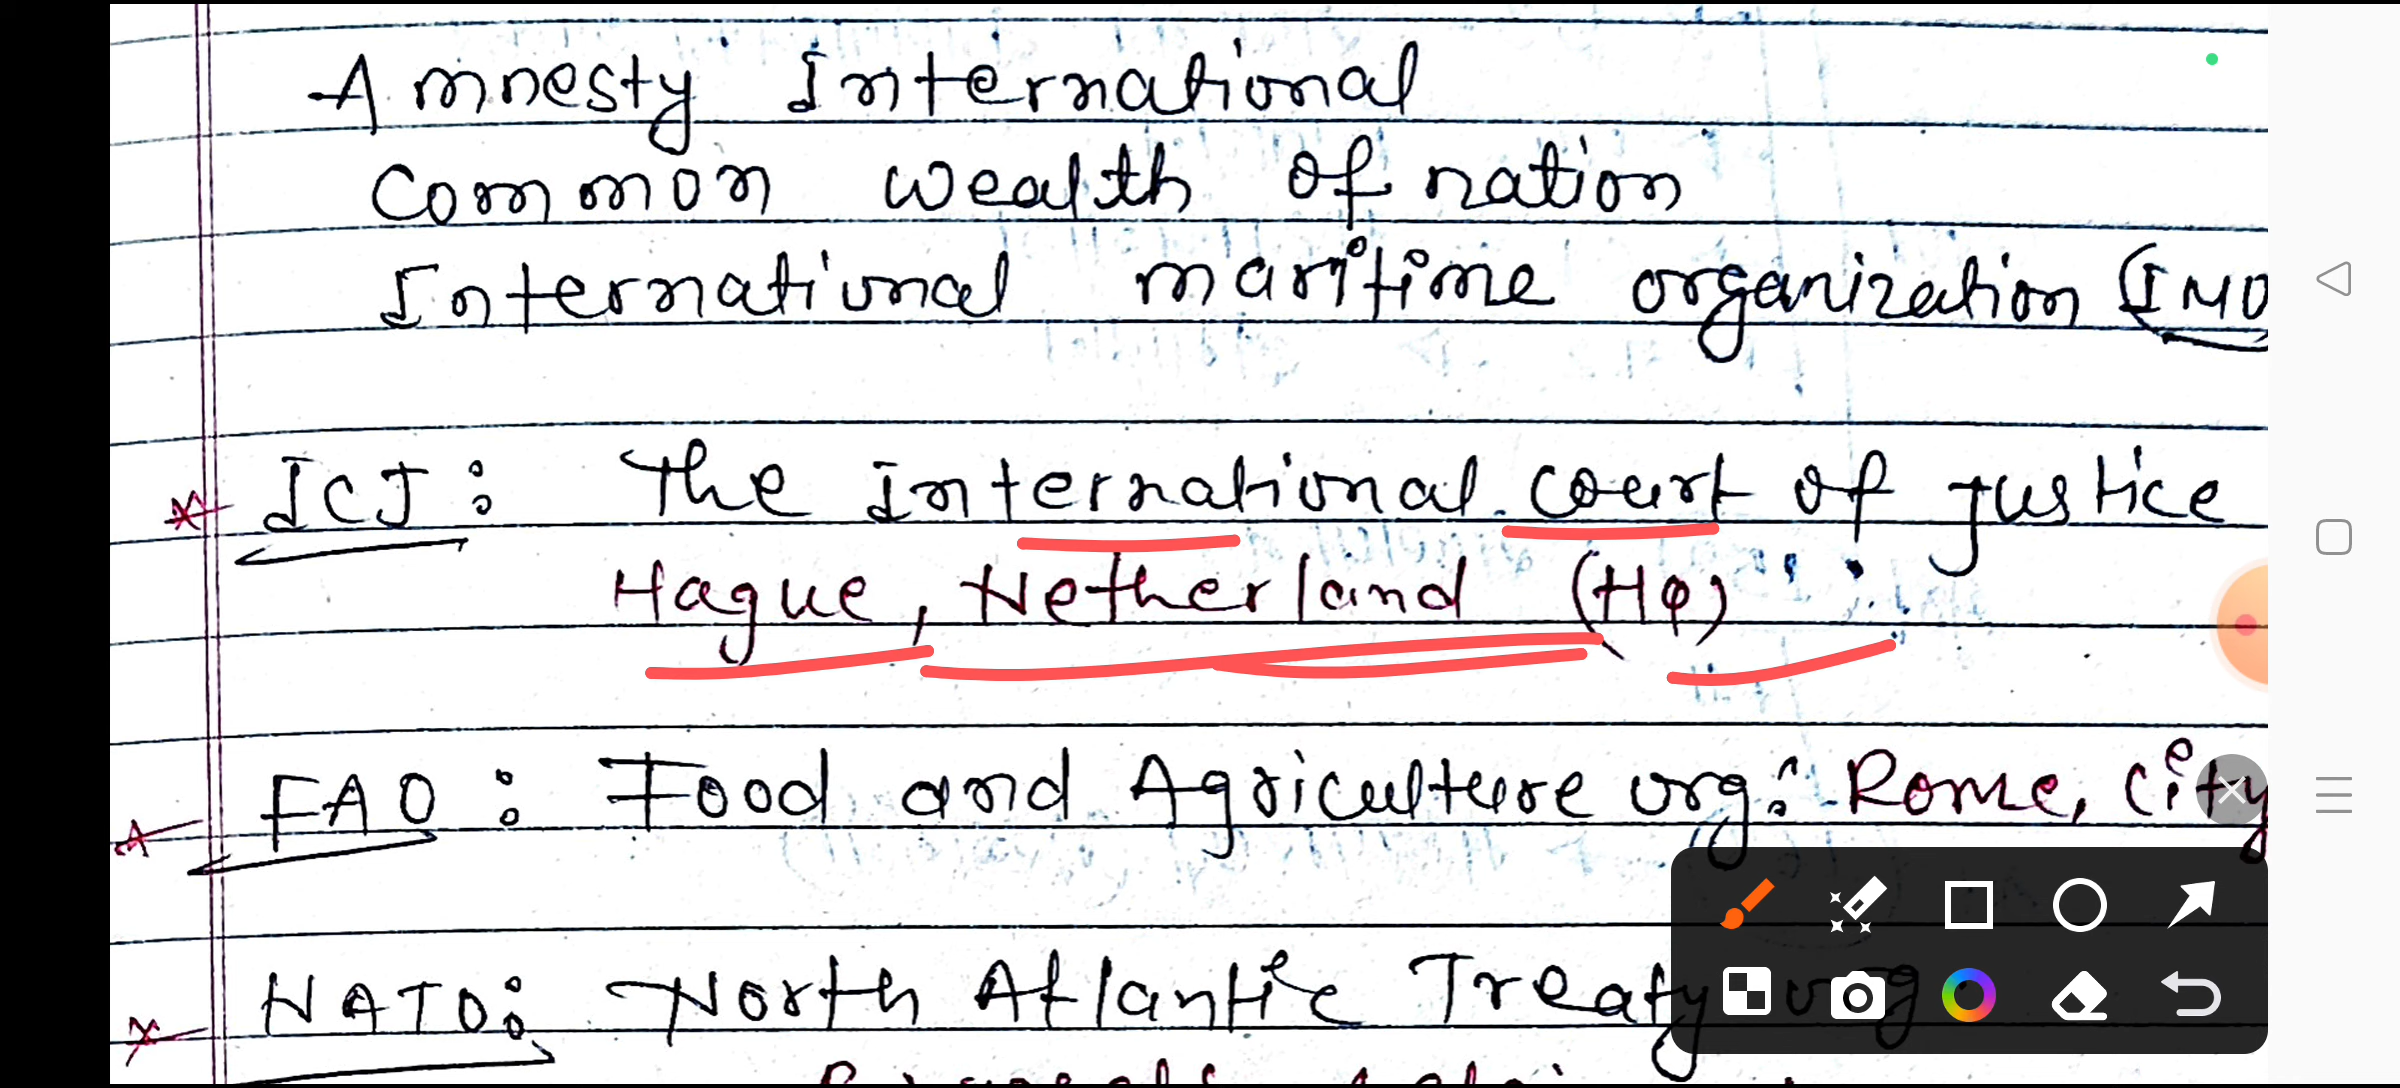 Amnesty International
Common wealth of nation
International maritime organization (IMO
ICJ: The International court of justice
Hague, Netherland (HQ)
FAO: Food and Agriculture org: Rome, city
NATO: North Atlantic Treaty org